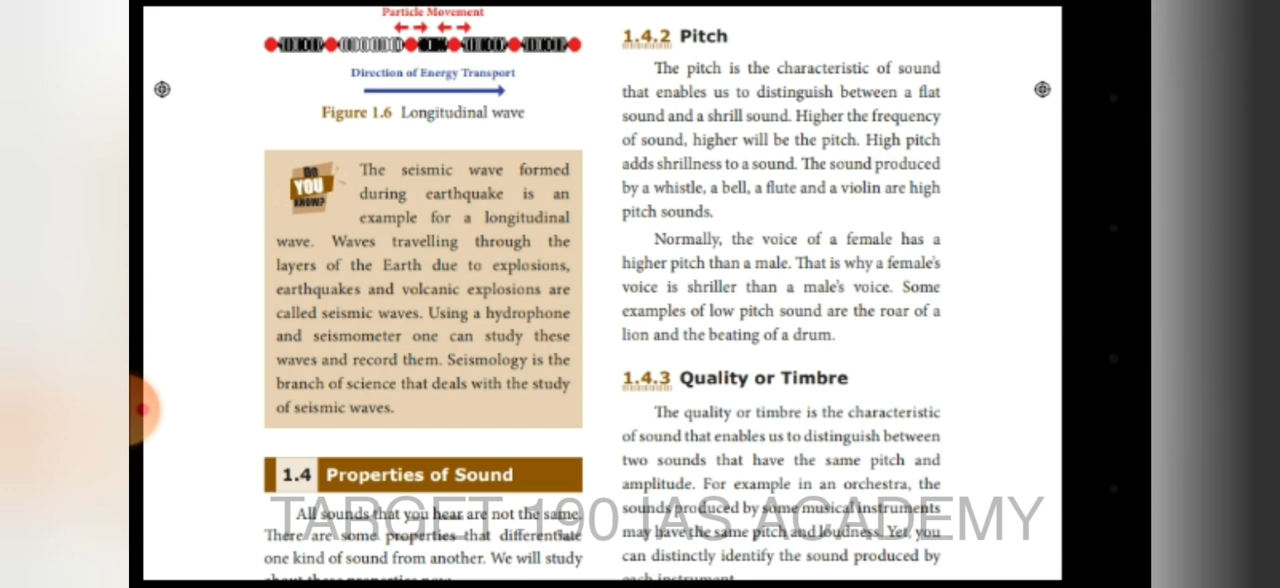 Particle Movement
Direction of Energy Transport
Figure 1.6 Longitudinal wave
DO
YOU
KNOW?
The seismic wave formed
during earthquake is an
example for a longitudinal
wave. Waves travelling through the
layers of the Earth due to explosions,
earthquakes and volcanic explosions are
called seismic waves. Using a hydrophone
and seismometer one can study these
waves and record them. Seismology is the
branch of science that deals with the study
of seismic waves.
1.4 Properties of Sound
All sounds that you hear are not the same.
There are some properties that differentiate
one kind of sound from another. We will study
about these properties now.
1.4.2 Pitch
The pitch is the characteristic of sound
that enables us to distinguish between a flat
sound and a shrill sound. Higher the frequency
of sound, higher will be the pitch. High pitch
adds shrillness to a sound. The sound produced
by a whistle, a bell, a flute and a violin are high
pitch sounds.
Normally, the voice of a female has a
higher pitch than a male. That is why a female's
voice is shriller than a male's voice. Some
examples of low pitch sound are the roar of a
lion and the beating of a drum.
1.4.3 Quality or Timbre
The quality or timbre is the characteristic
of sound that enables us to distinguish between
two sounds that have the same pitch and
amplitude. For example in an orchestra, the
sounds produced by some musical instruments
may have the same pitch and loudness. Yet, you
can distinctly identify the sound produced by
each instrument.
TARGET 190 IAS ACADEMY